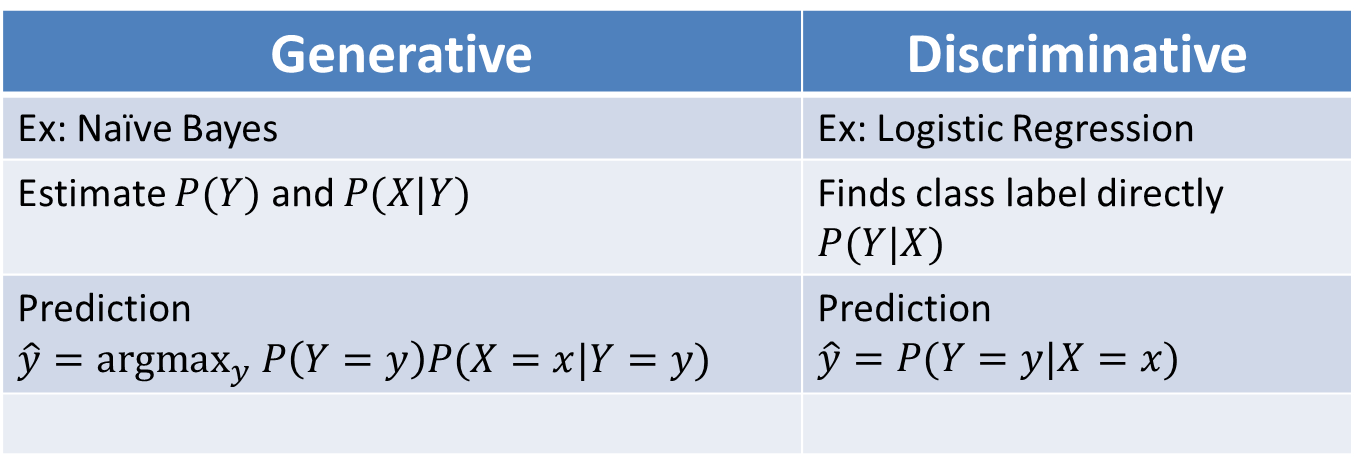 Generative
Discriminative
Ex: Naïve Bayes
Ex: Logistic Regression
Estimate P(Y) and P(X|Y)
Finds class label directly
P(Y|X)
Prediction
ŷ = argmax_y P(Y = y)P(X = x|Y = y)
Prediction
ŷ = P(Y = y|X = x)